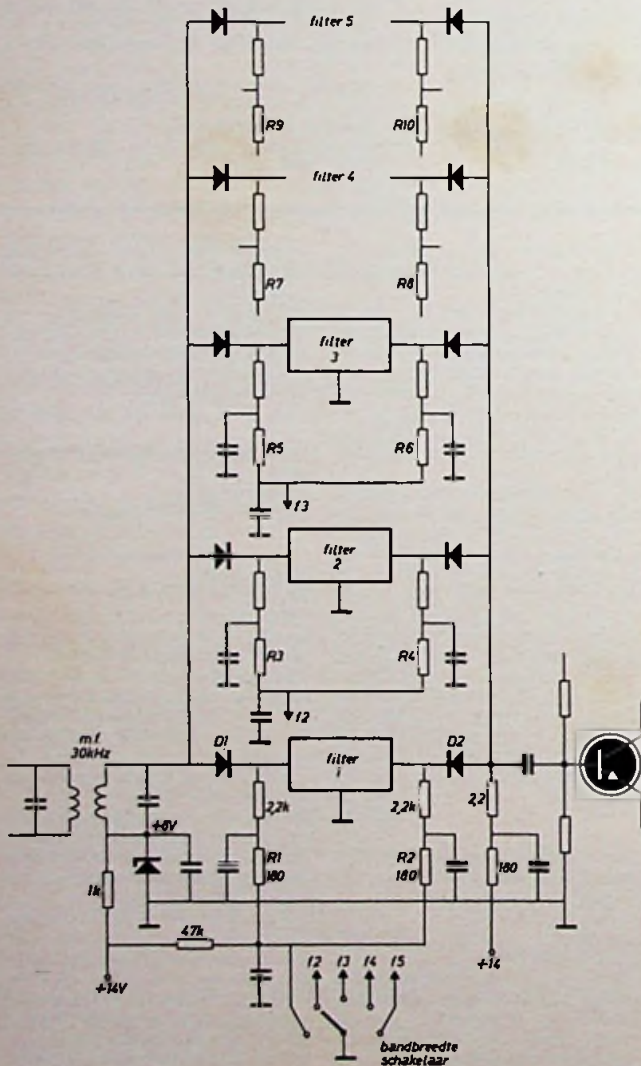 filter 5
R9 R10
filter 4
R7 R8
filter
3
R5 R6
f3
filter
2
R3 R4
f2
m.f.
30kHz
D1 D2
filter
1
2,2k 2,2k 2,2
+6V
R1 R2
180 180 180
1k
47k
f2 f3 f4 f5
+14V
+14
bandbreedte
schakelaar